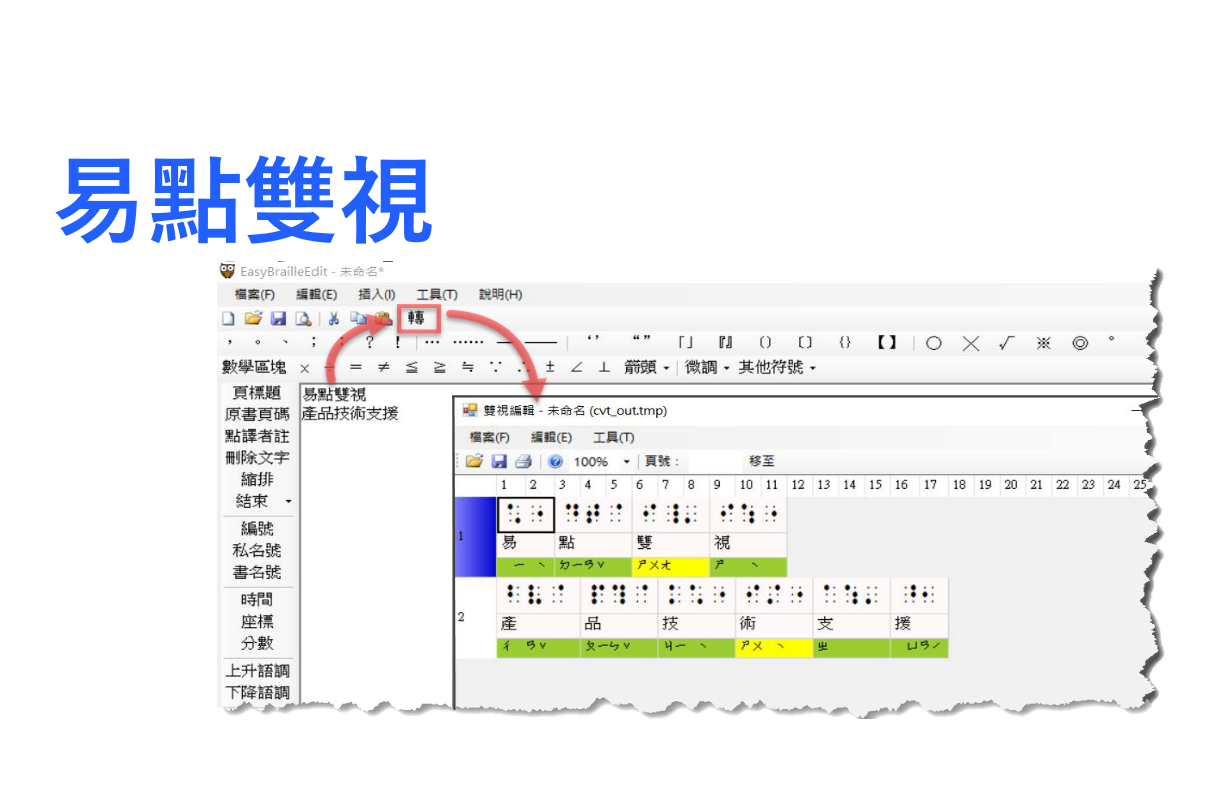 易點雙視
EasyBrailleEdit - 未命名*
檔案(F) 編輯(E) 插入(I) 工具(T) 說明(H)
轉
， 。 、 ； ： ？ ！ … …… — —— ‘’ “” 「」 『』 () 〔〕 {} 【】 ○ ╳ √ ※ ◎ °
數學區塊 × ÷ = ≠ ≦ ≧ ≒ ∵ ∴ ± ∠ ⊥ 箭頭 微調 其他符號
頁標題
原書頁碼
點譯者註
刪除文字
縮排
結束
編號
私名號
書名號
時間
座標
分數
上升語調
下降語調
易點雙視
產品技術支援
雙視編輯 - 未命名 (cvt_out.tmp)
檔案(F) 編輯(E) 工具(T)
100% 頁號： 移至
1 2 3 4 5 6 7 8 9 10 11 12 13 14 15 16 17 18 19 20 21 22 23 24 25
1
⠡⠐ ⠙⠞⠈ ⠊⠸⠠ ⠊⠱⠐
易 點 雙 視
ㄧˋ ㄉㄧㄢˇ ㄕㄨㄤ ㄕˋ
2
產 品 技 術 支 援
ㄔㄢˇ ㄆㄧㄣˇ ㄐㄧˋ ㄕㄨˋ ㄓ ㄩㄢˊ